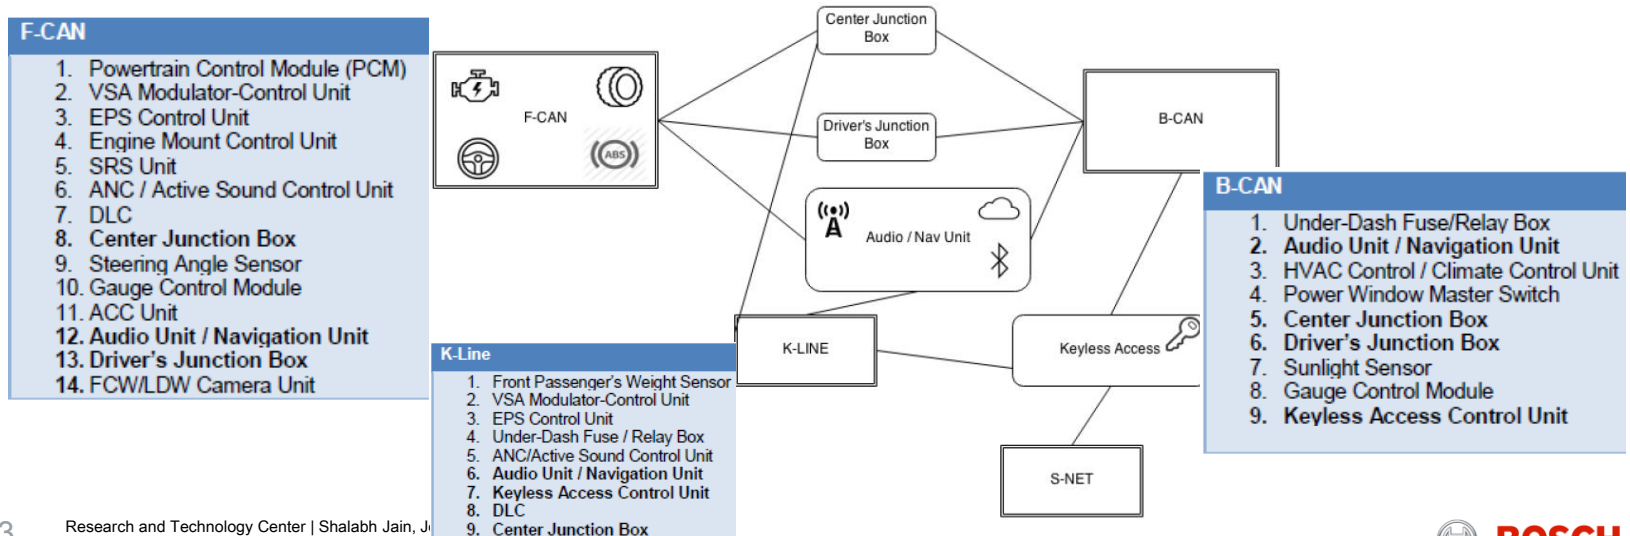 F-CAN
1. Powertrain Control Module (PCM)
2. VSA Modulator-Control Unit
3. EPS Control Unit
4. Engine Mount Control Unit
5. SRS Unit
6. ANC / Active Sound Control Unit
7. DLC
8. Center Junction Box
9. Steering Angle Sensor
10. Gauge Control Module
11. ACC Unit
12. Audio Unit / Navigation Unit
13. Driver's Junction Box
14. FCW/LDW Camera Unit
F-CAN
ABS
Center Junction
Box
Driver's Junction
Box
Audio / Nav Unit
B-CAN
K-LINE
Keyless Access
S-NET
B-CAN
1. Under-Dash Fuse/Relay Box
2. Audio Unit / Navigation Unit
3. HVAC Control / Climate Control Unit
4. Power Window Master Switch
5. Center Junction Box
6. Driver's Junction Box
7. Sunlight Sensor
8. Gauge Control Module
9. Keyless Access Control Unit
K-Line
1. Front Passenger's Weight Sensor
2. VSA Modulator-Control Unit
3. EPS Control Unit
4. Under-Dash Fuse / Relay Box
5. ANC/Active Sound Control Unit
6. Audio Unit / Navigation Unit
7. Keyless Access Control Unit
8. DLC
9. Center Junction Box
3
Research and Technology Center | Shalabh Jain,
BOSCH